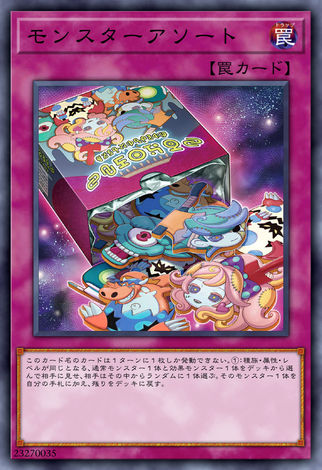 モンスターアソート
トラップ
罠
【罠カード】
このカード名のカードは１ターンに１枚しか発動できない。①：種族・属性・レ
ベルが同じとなる、通常モンスター１体と効果モンスター１体をデッキから選
んで相手に見せ、相手はその中からランダムに１体選ぶ。そのモンスター１体を
自分の手札に加え、残りをデッキに戻す。
23270035